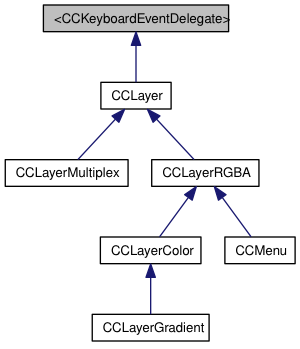 <CCKeyboardEventDelegate>
CCLayer
CCLayerMultiplex
CCLayerRGBA
CCLayerColor
CCMenu
CCLayerGradient